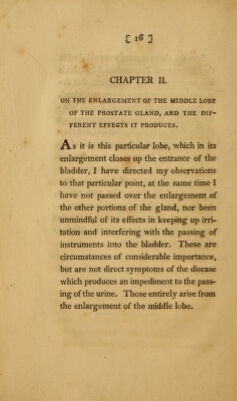 [ 16 ]
CHAPTER II.
ON THE ENLARGEMENT OF THE MIDDLE LOBE
OF THE PROSTATE GLAND, AND THE DIF-
FERENT EFFECTS IT PRODUCES.
As it is this particular lobe, which in its
enlargement closes up the entrance of the
bladder, I have directed my observations
to that particular point, at the same time I
have not passed over the enlargement of
the other portions of the gland, nor been
unmindful of its effects in keeping up irri-
tation and interfering with the passing of
instruments into the bladder. These are
circumstances of considerable importance,
but are not direct symptoms of the disease
which produces an impediment to the pass-
ing of the urine. Those entirely arise from
the enlargement of the middle lobe.